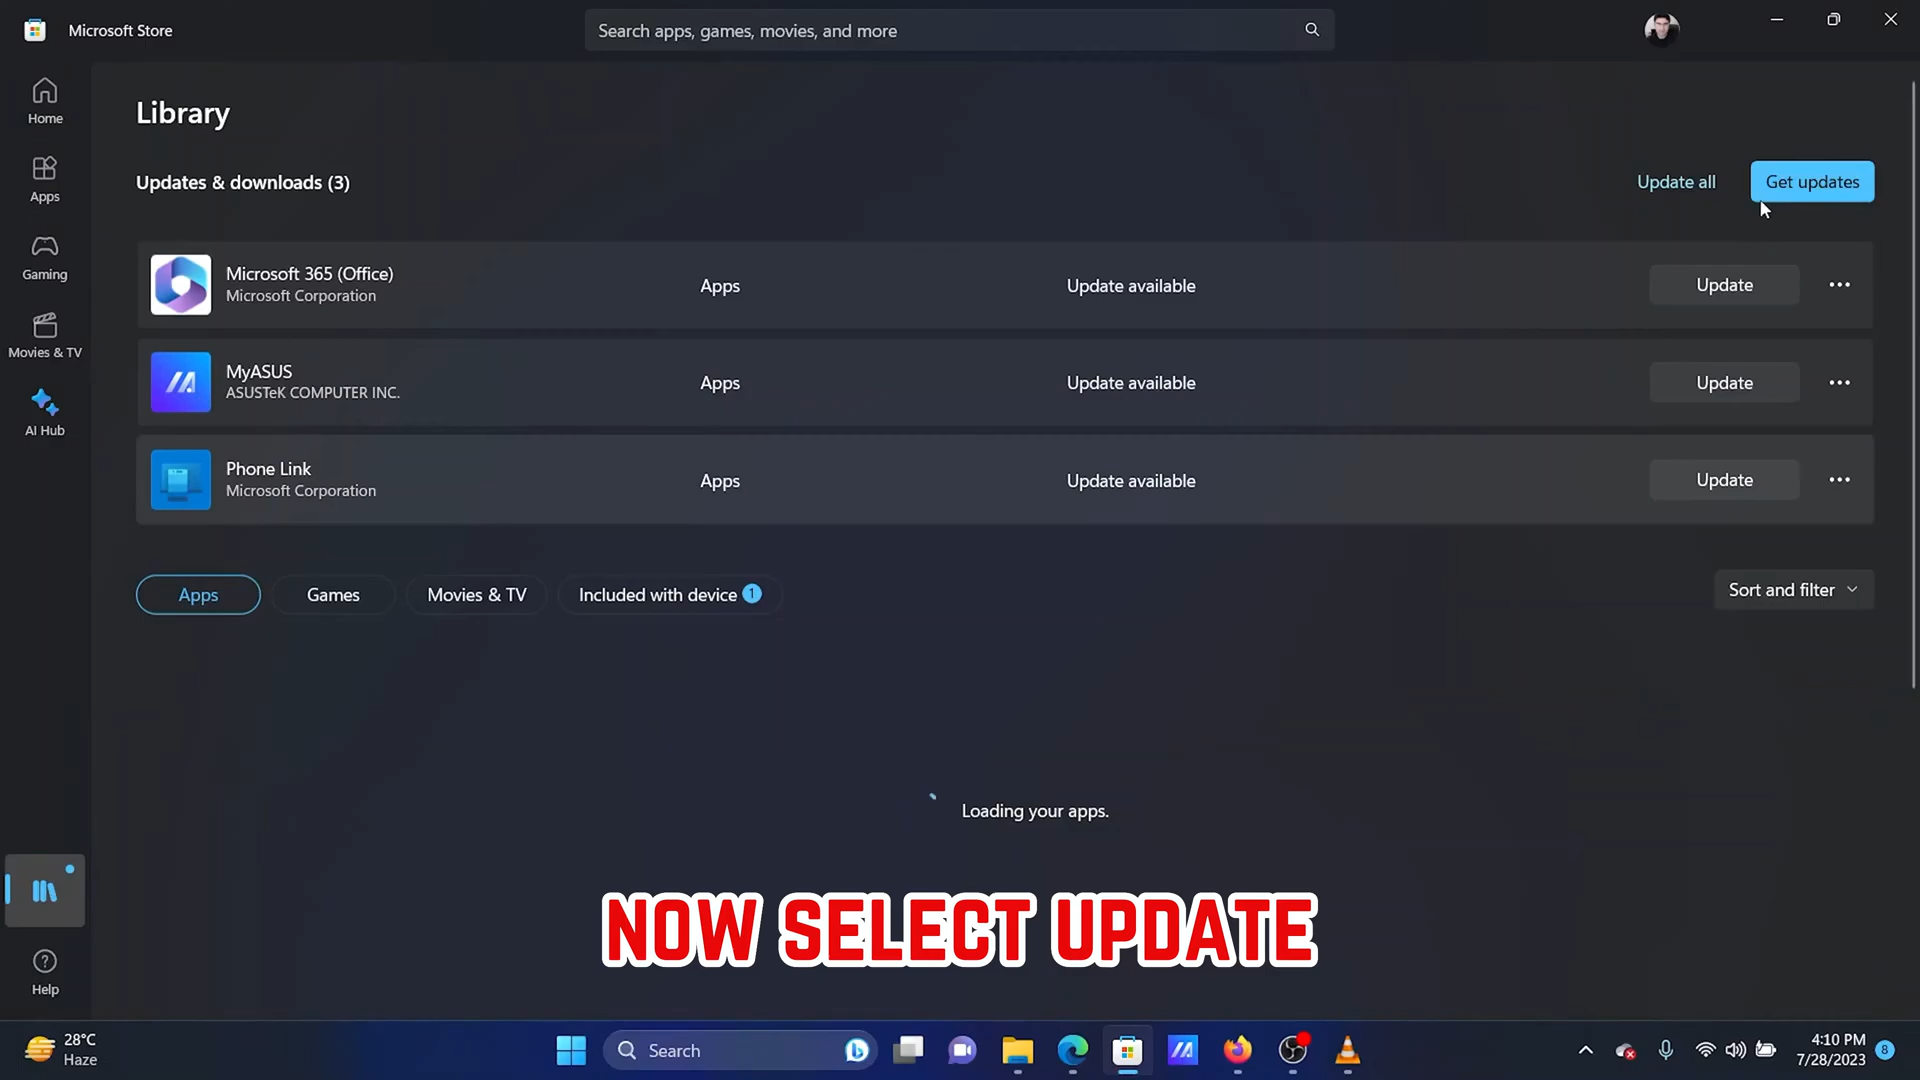 Microsoft Store
Search apps, games, movies, and more
Home
Apps
Gaming
Movies & TV
AI Hub
Help
Library
Updates & downloads (3)
Update all
Get updates
Microsoft 365 (Office)
Microsoft Corporation
Apps
Update available
Update
MyASUS
ASUSTeK COMPUTER INC.
Apps
Update available
Update
Phone Link
Microsoft Corporation
Apps
Update available
Update
Apps
Games
Movies & TV
Included with device 1
Sort and filter
Loading your apps.
NOW SELECT UPDATE
28°C
Haze
Search
4:10 PM
7/28/2023
8